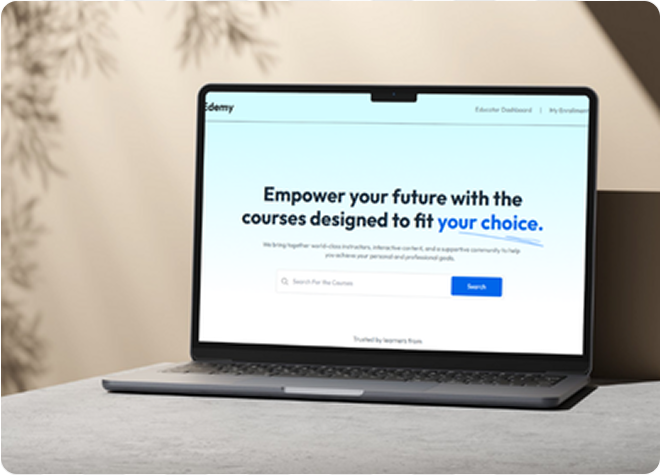 Edemy
Educator Dashboard | My Enrollment
Empower your future with the
courses designed to fit your choice.
We bring together world-class instructors, interactive content, and a supportive community to help
you achieve your personal and professional goals.
Search For the Courses
Search
Trusted by learners from